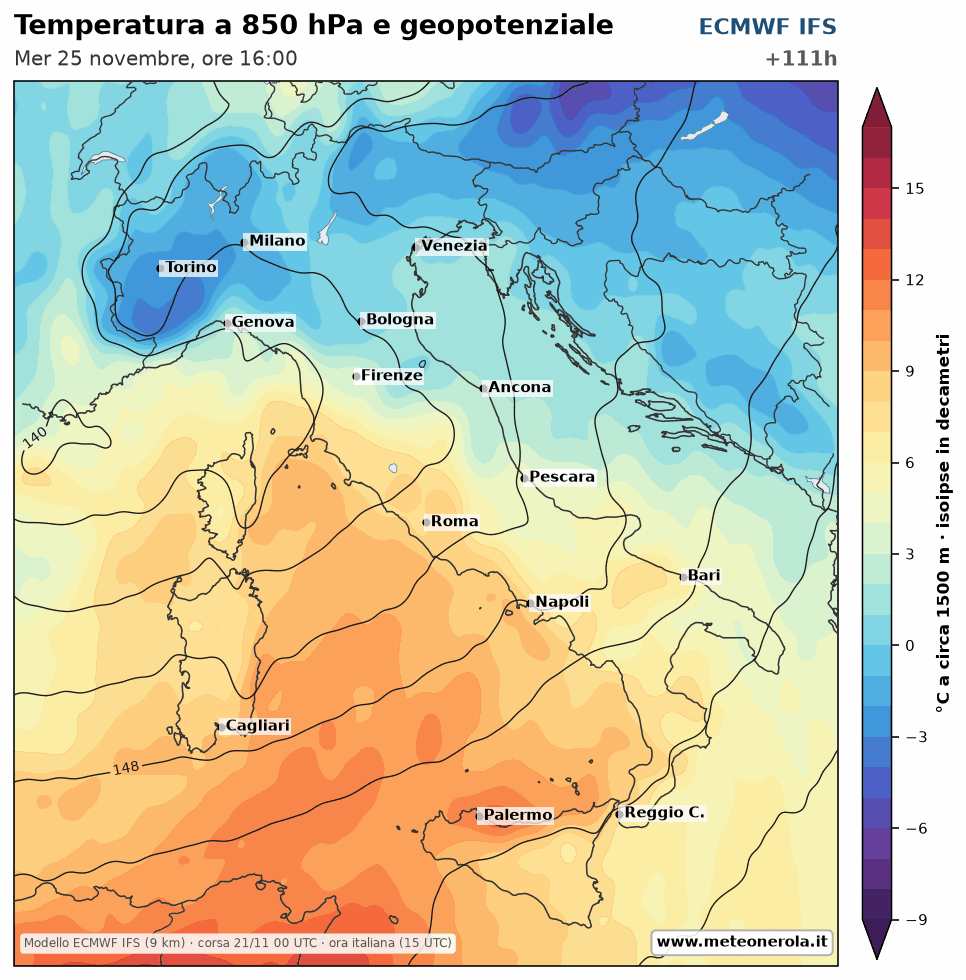 Temperatura a 850 hPa e geopotenziale
ECMWF IFS
Mer 25 novembre, ore 16:00
+111h
Milano
Venezia
Torino
Genova
Bologna
Firenze
Ancona
140
Pescara
Roma
Bari
Napoli
Cagliari
148
Palermo
Reggio C.
Modello ECMWF IFS (9 km) · corsa 21/11 00 UTC · ora italiana (15 UTC)
www.meteonerola.it
15
12
9
6
3
0
−3
−6
−9
°C a circa 1500 m · isoipse in decametri